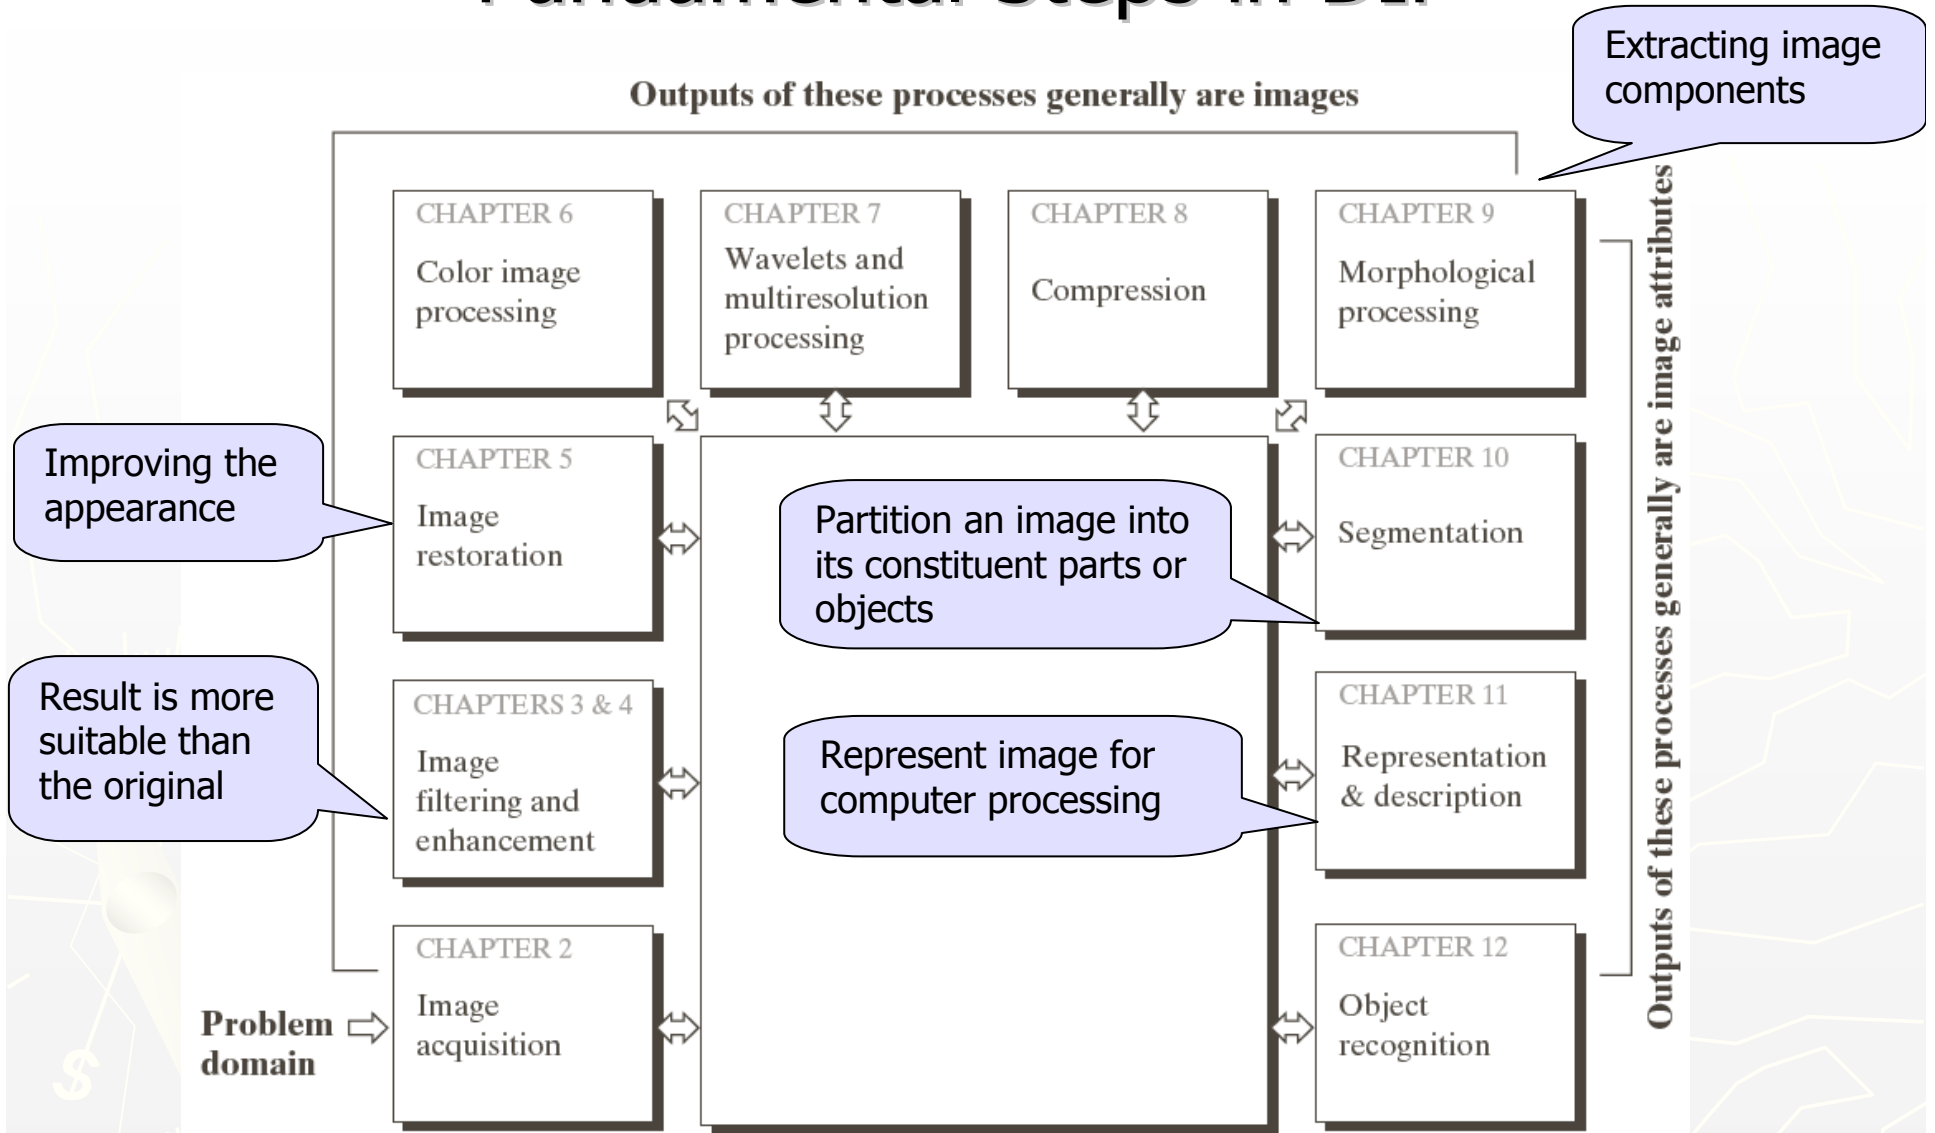 Fundamental Steps in DIP
Extracting image
components
Outputs of these processes generally are images
CHAPTER 6
Color image
processing
CHAPTER 7
Wavelets and
multiresolution
processing
CHAPTER 8
Compression
CHAPTER 9
Morphological
processing
Outputs of these processes generally are image attributes
Improving the
appearance
CHAPTER 5
Image
restoration
Partition an image into
its constituent parts or
objects
CHAPTER 10
Segmentation
Result is more
suitable than
the original
CHAPTERS 3 & 4
Image
filtering and
enhancement
Represent image for
computer processing
CHAPTER 11
Representation
& description
Problem
domain
CHAPTER 2
Image
acquisition
CHAPTER 12
Object
recognition
$